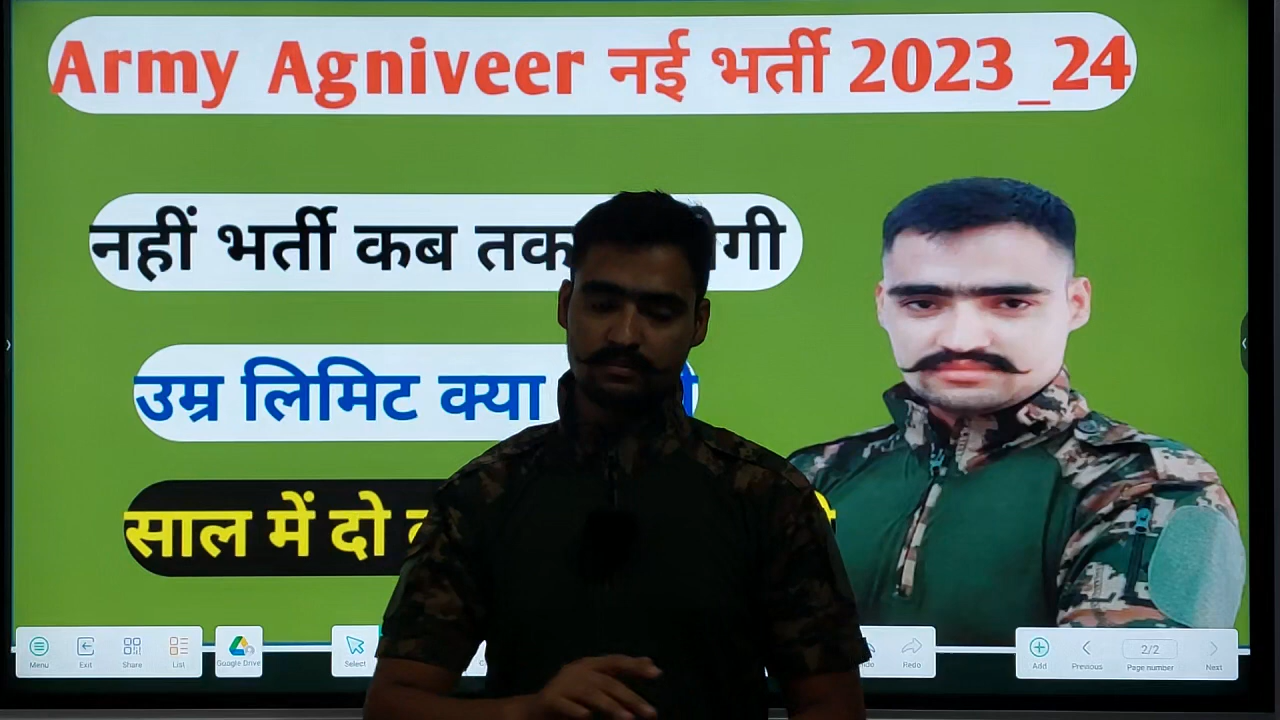 Army Agniveer नई भर्ती 2023_24
नहीं भर्ती कब तक
उम्र लिमिट क्या
साल में दो
Menu
Exit
Share
List
Google Drive
Select
Redo
Add
Previous
2/2
Page number
Next